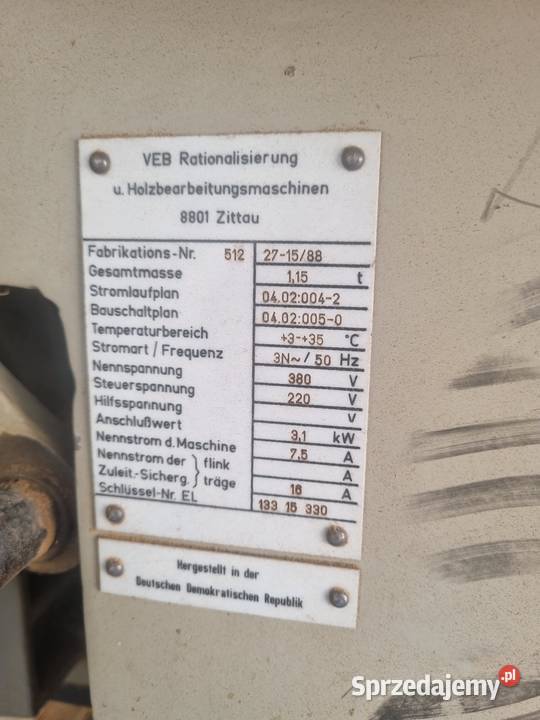 VEB Rationalisierung
u. Holzbearbeitungsmaschinen
8801 Zittau
Fabrikations-Nr. 512 27-15/88
Gesamtmasse 1,15 t
Stromlaufplan 04.02:004-2
Bauschaltplan 04.02:005-0
Temperaturbereich +3-+35 °C
Stromart / Frequenz 3N~/ 50 Hz
Nennspannung 380 V
Steuerspannung 220 V
Hilfsspannung V
Anschlußwert 3,1 kW
Nennstrom d. Maschine 7,5 A
Nennstrom der flink A
Zuleit.-Sicherg. träge 16 A
Schlüssel-Nr. EL 133 15 330
Hergestellt in der
Deutschen Demokratischen Republik
Sprzedajemy.pl